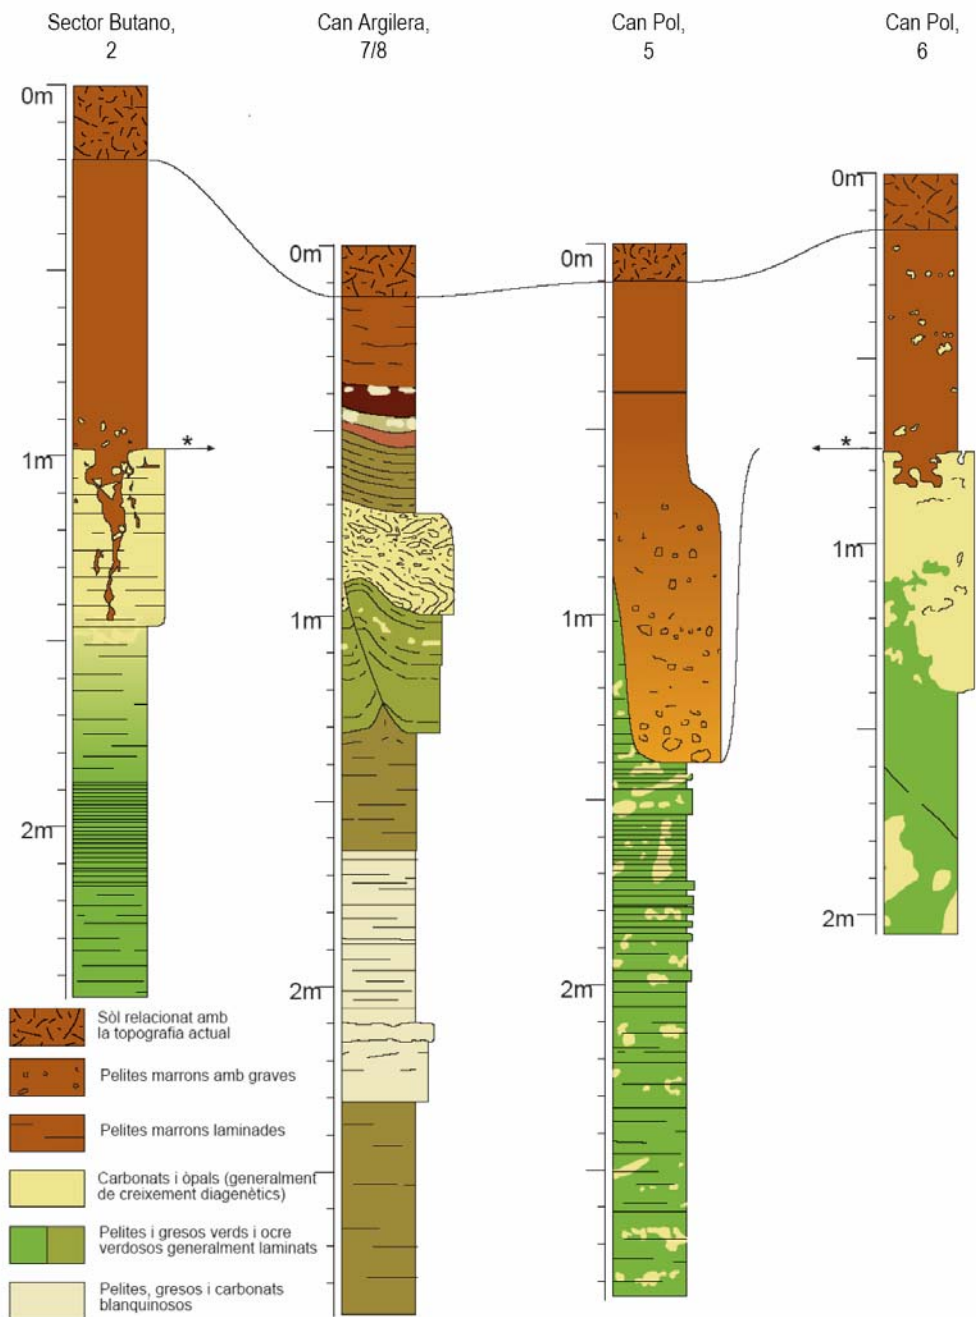 Sector Butano,
2
Can Argilera,
7/8
Can Pol,
5
Can Pol,
6
0m
1m
*
2m
0m
1m
2m
0m
1m
2m
0m
*
1m
2m
Sòl relacionat amb
la topografia actual
Pelites marrons amb graves
Pelites marrons laminades
Carbonats i òpals (generalment
de creixement diagenètics)
Pelites i gresos verds i ocre
verdosos generalment laminats
Pelites, gresos i carbonats
blanquinosos